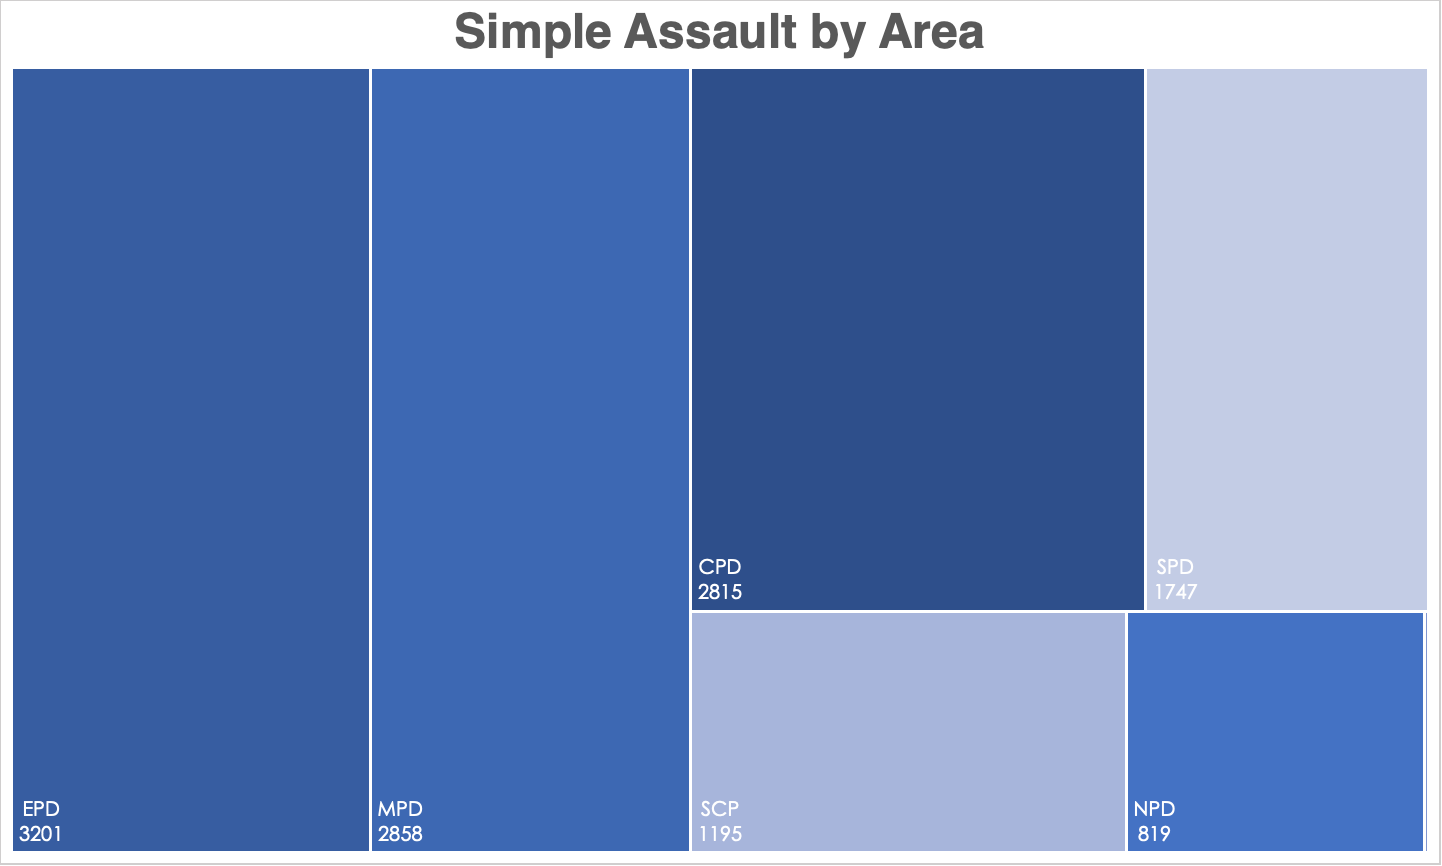 Simple Assault by Area
EPD
3201
MPD
2858
CPD
2815
SPD
1747
SCP
1195
NPD
819